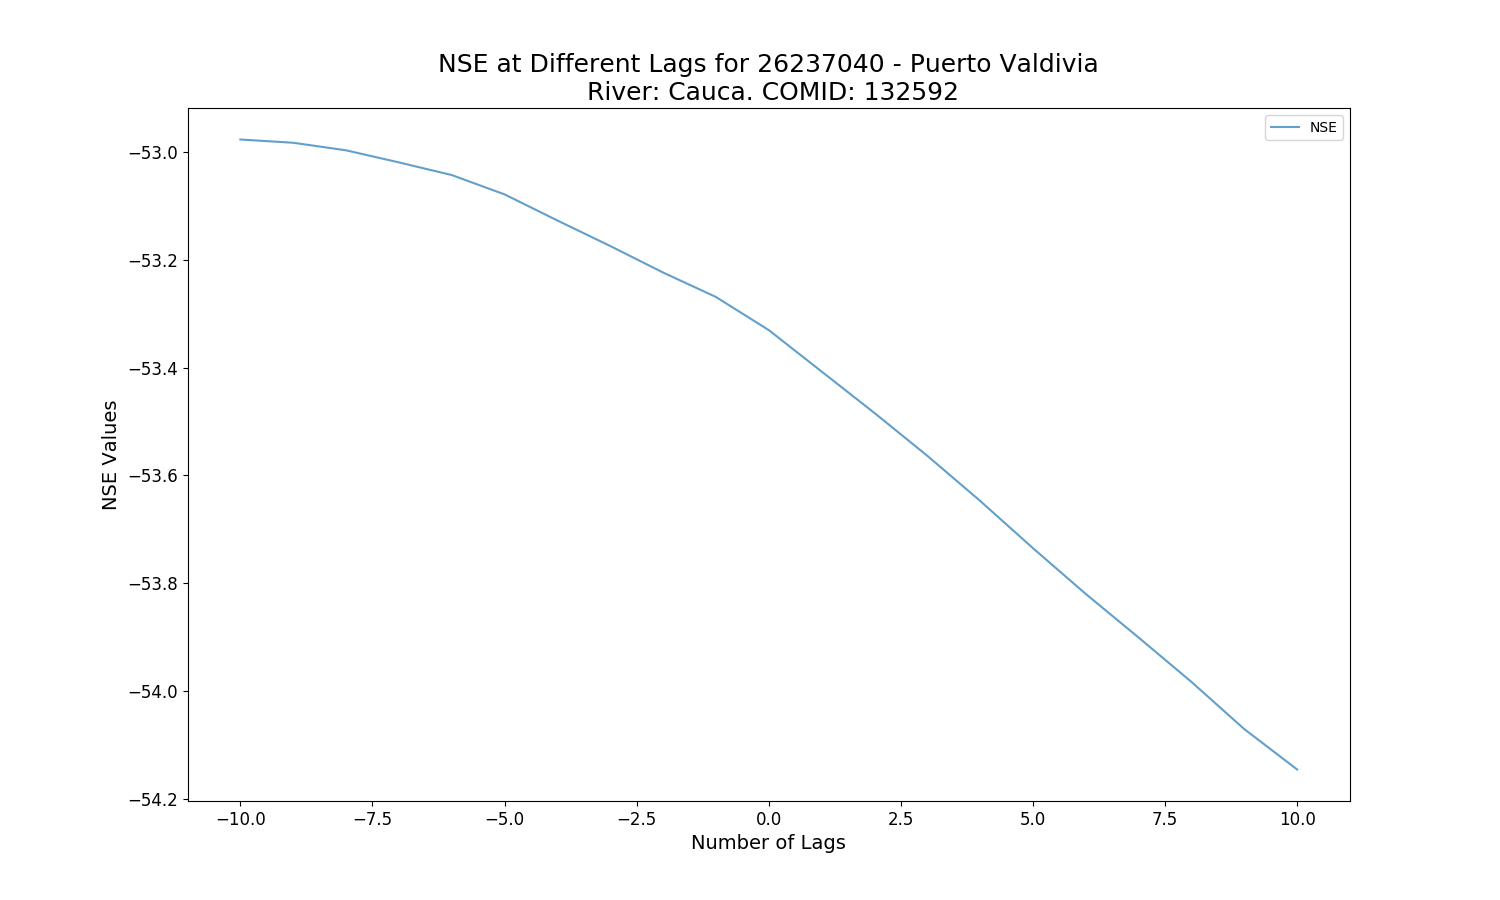 NSE at Different Lags for 26237040 - Puerto Valdivia
River: Cauca. COMID: 132592
NSE
−53.0
−53.2
−53.4
−53.6
−53.8
−54.0
−54.2
NSE Values
−10.0 −7.5 −5.0 −2.5 0.0 2.5 5.0 7.5 10.0
Number of Lags